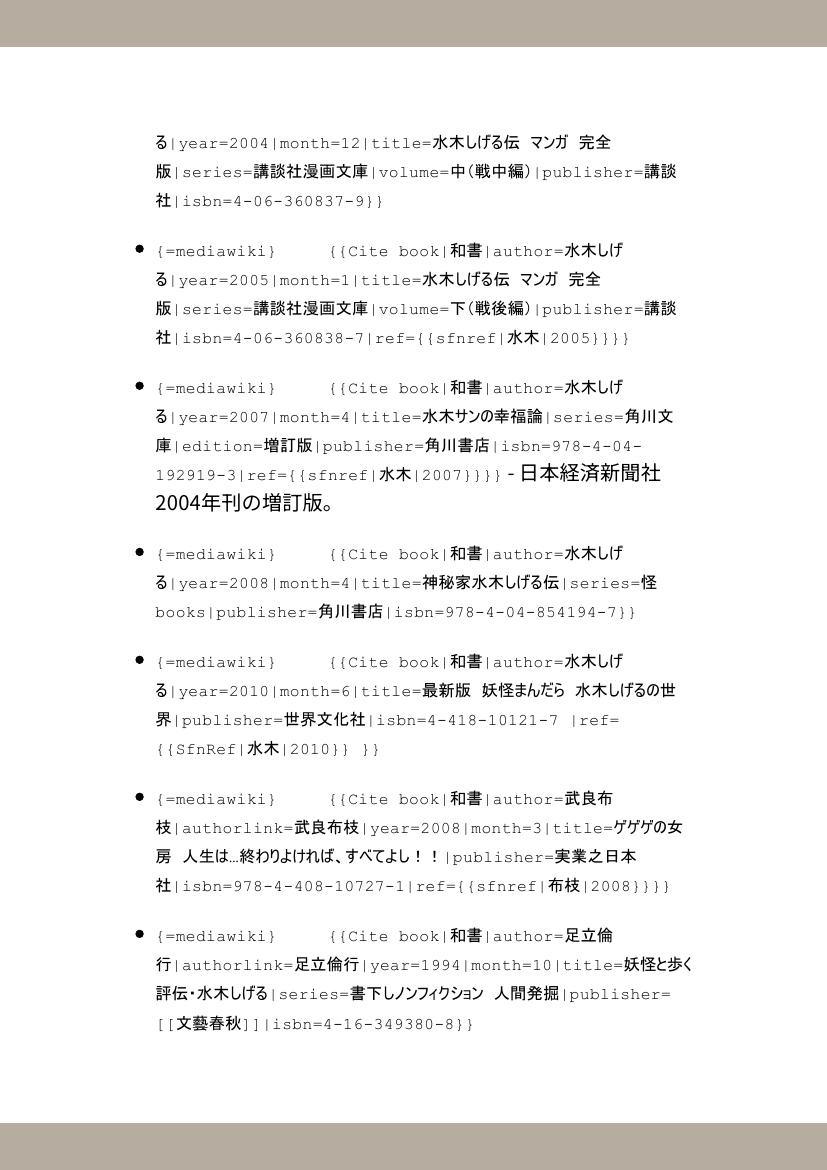 る|year=2004|month=12|title=水木しげる伝　マンガ　完全
版|series=講談社漫画文庫|volume=中（戦中編）|publisher=講談
社|isbn=4-06-360837-9}}
● {=mediawiki}　　{{Cite book|和書|author=水木しげ
る|year=2005|month=1|title=水木しげる伝　マンガ　完全
版|series=講談社漫画文庫|volume=下（戦後編）|publisher=講談
社|isbn=4-06-360838-7|ref={{sfnref|水木|2005}}}}
● {=mediawiki}　　{{Cite book|和書|author=水木しげ
る|year=2007|month=4|title=水木サンの幸福論|series=角川文
庫|edition=増訂版|publisher=角川書店|isbn=978-4-04-
192919-3|ref={{sfnref|水木|2007}}}} - 日本経済新聞社
2004年刊の増訂版。
● {=mediawiki}　　{{Cite book|和書|author=水木しげ
る|year=2008|month=4|title=神秘家水木しげる伝|series=怪
books|publisher=角川書店|isbn=978-4-04-854194-7}}
● {=mediawiki}　　{{Cite book|和書|author=水木しげ
る|year=2010|month=6|title=最新版　妖怪まんだら　水木しげるの世
界|publisher=世界文化社|isbn=4-418-10121-7 |ref=
{{SfnRef|水木|2010}} }}
● {=mediawiki}　　{{Cite book|和書|author=武良布
枝|authorlink=武良布枝|year=2008|month=3|title=ゲゲゲの女
房　人生は…終わりよければ、すべてよし！！|publisher=実業之日本
社|isbn=978-4-408-10727-1|ref={{sfnref|布枝|2008}}}}
● {=mediawiki}　　{{Cite book|和書|author=足立倫
行|authorlink=足立倫行|year=1994|month=10|title=妖怪と歩く
評伝・水木しげる|series=書下しノンフィクション　人間発掘|publisher=
[[文藝春秋]]|isbn=4-16-349380-8}}